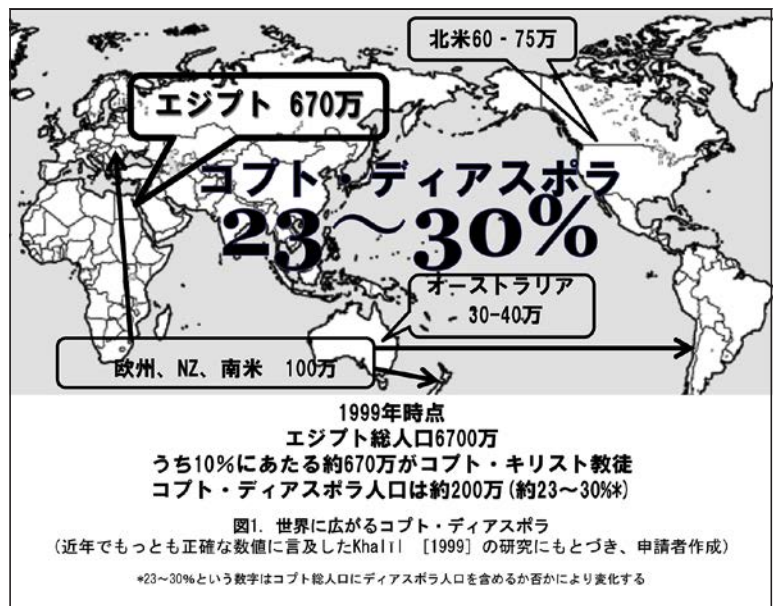 北米60 - 75万
エジプト 670万
コプト・ディアスポラ
23～30%
オーストラリア
30-40万
欧州、NZ、南米 100万
1999年時点
エジプト総人口6700万
うち10%にあたる約670万がコプト・キリスト教徒
コプト・ディアスポラ人口は約200万(約23～30%*)
図1. 世界に広がるコプト・ディアスポラ
(近年でもっとも正確な数値に言及したKhalīl [1999] の研究にもとづき、申請者作成)
*23～30%という数字はコプト総人口にディアスポラ人口を含めるか否かにより変化する